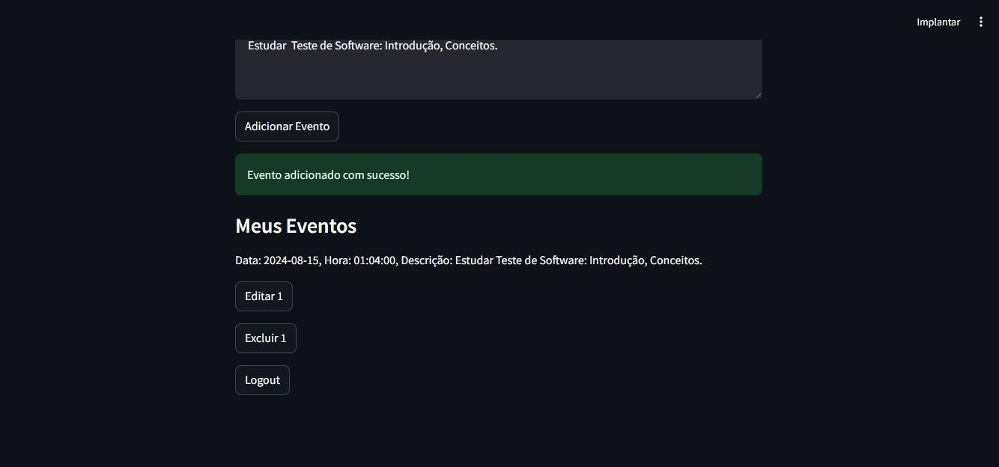 Implantar
Estudar  Teste de Software: Introdução, Conceitos.
Adicionar Evento
Evento adicionado com sucesso!
Meus Eventos
Data: 2024-08-15, Hora: 01:04:00, Descrição: Estudar Teste de Software: Introdução, Conceitos.
Editar 1
Excluir 1
Logout